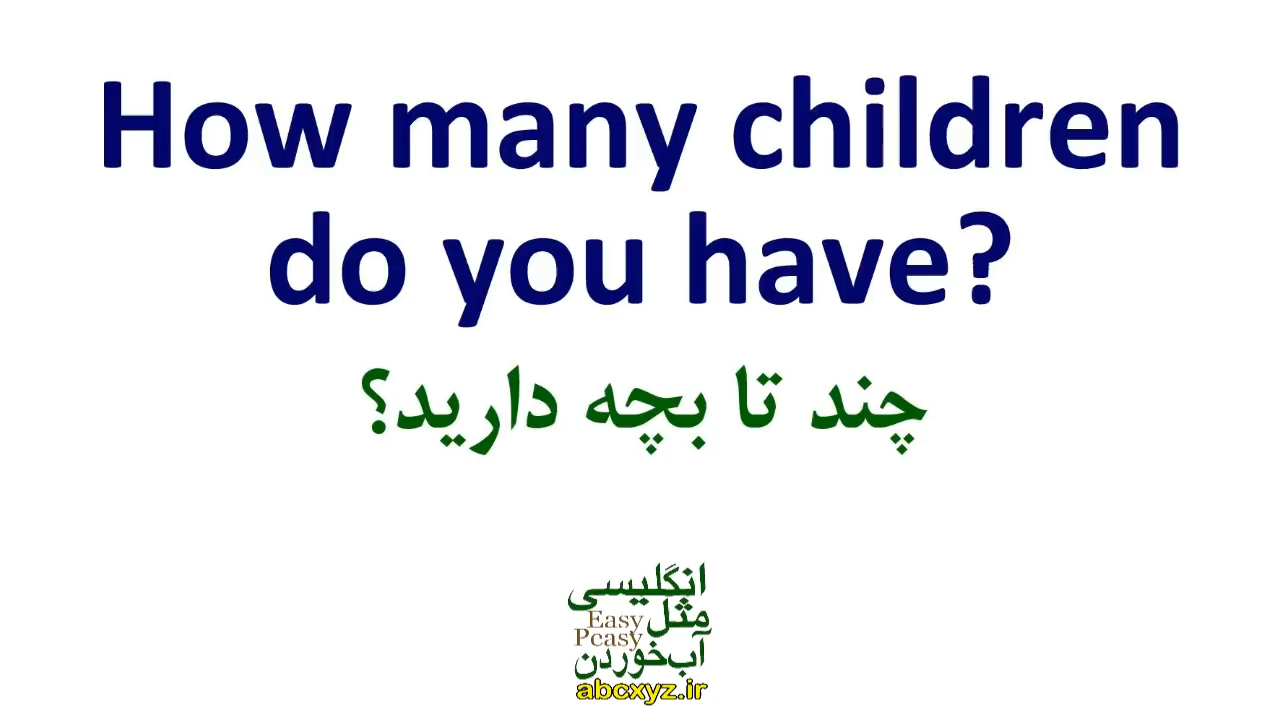 How many children
do you have?
چند تا بچه دارید؟
انگلیسی
مثل
Easy
Peasy
آب‌خوردن
abcxyz.ir